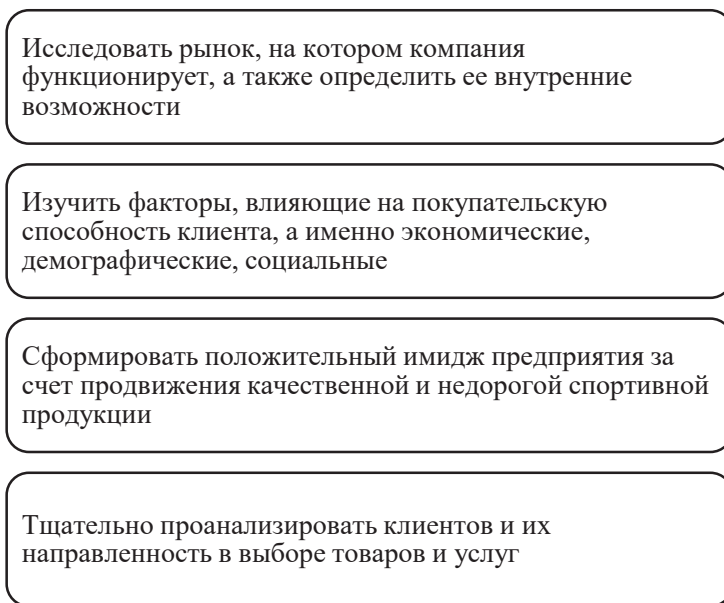 Исследовать рынок, на котором компания
функционирует, а также определить ее внутренние
возможности
Изучить факторы, влияющие на покупательскую
способность клиента, а именно экономические,
демографические, социальные
Сформировать положительный имидж предприятия за
счет продвижения качественной и недорогой спортивной
продукции
Тщательно проанализировать клиентов и их
направленность в выборе товаров и услуг